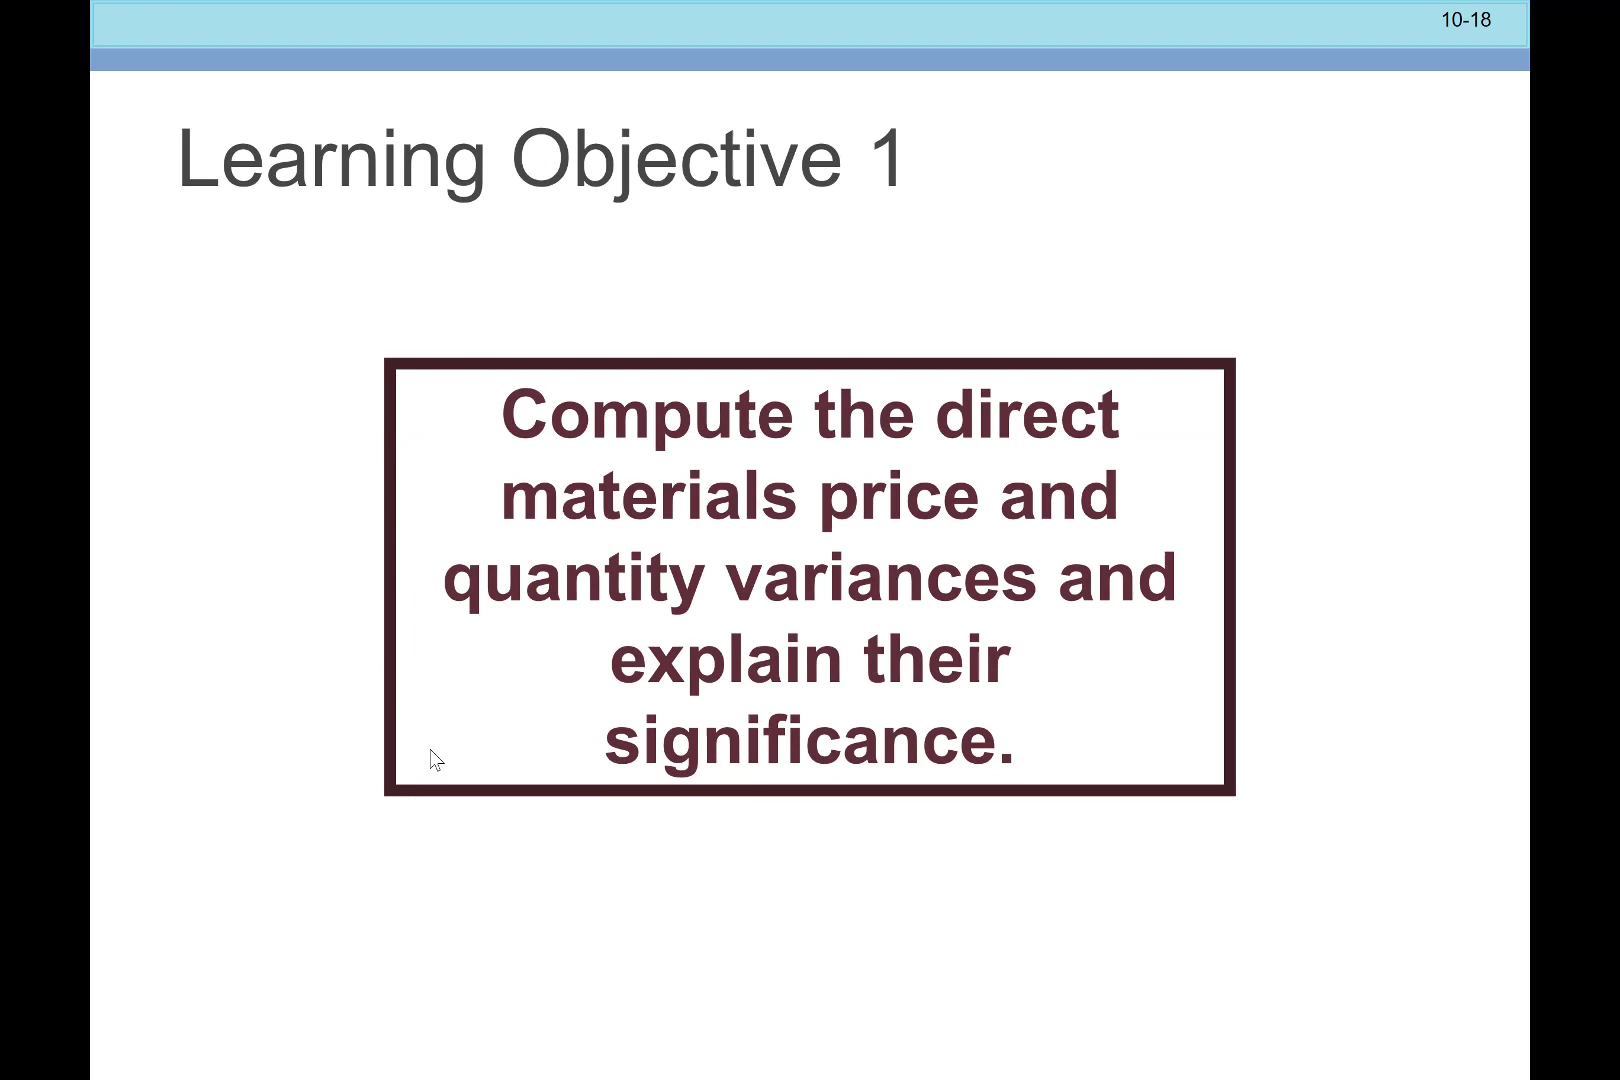 10-18
Learning Objective 1
Compute the direct
materials price and
quantity variances and
explain their
significance.